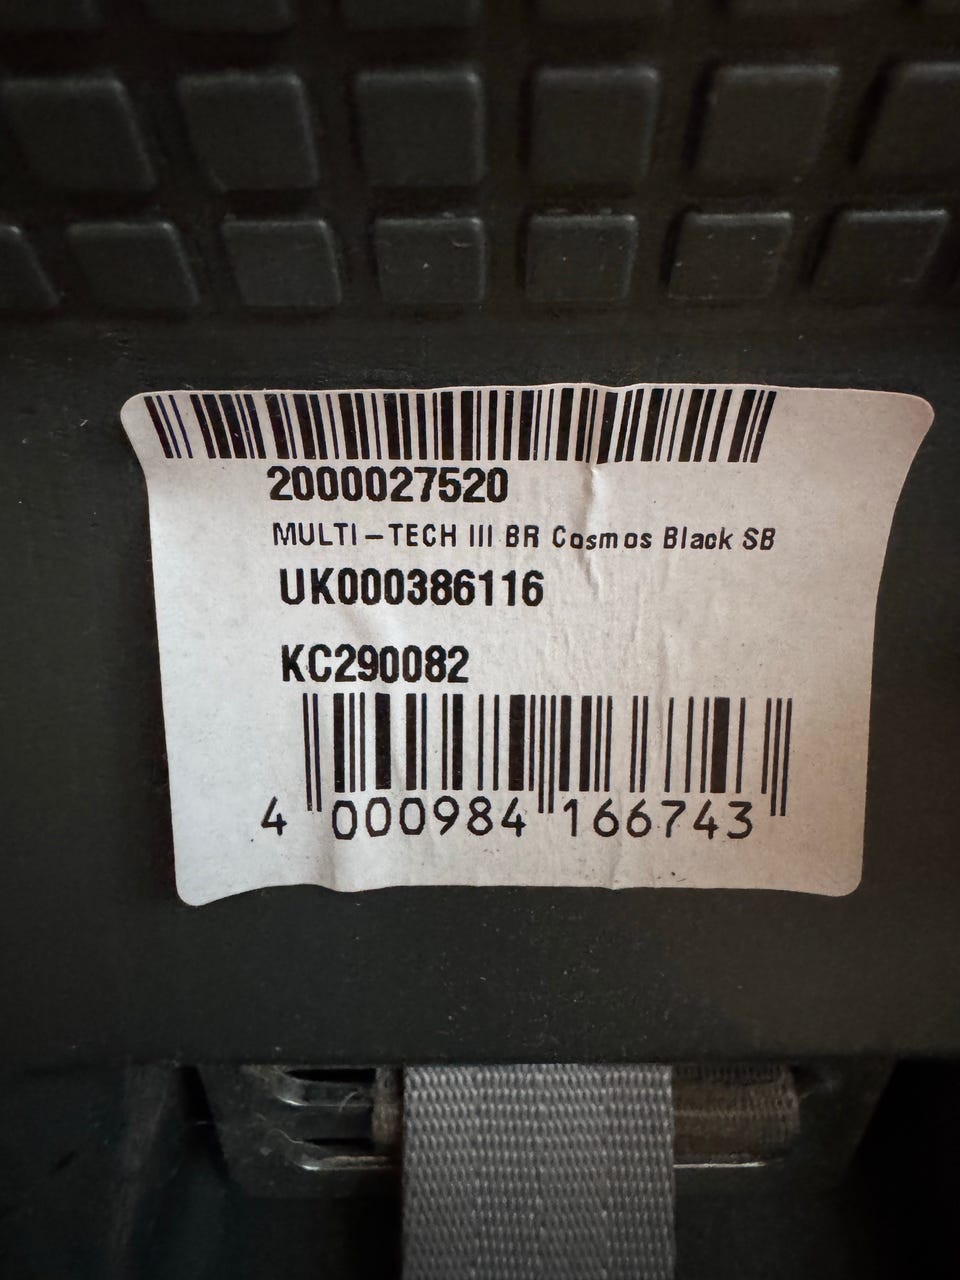 2000027520
MULTI-TECH III BR Cosmos Black SB
UK000386116
KC290082
4 000984 166743